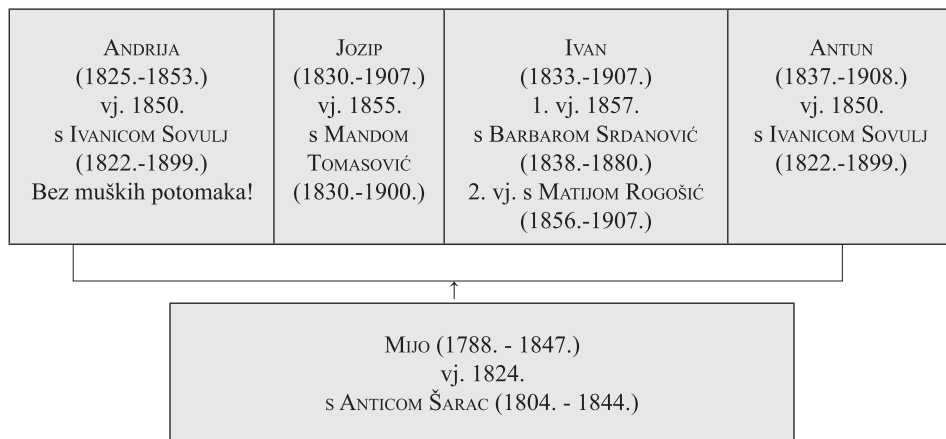 ANDRIJA
(1825.-1853.)
vj. 1850.
s IVANICOM SOVULJ
(1822.-1899.)
Bez muških potomaka!
JOZIP
(1830.-1907.)
vj. 1855.
s MANDOM
TOMASOVIĆ
(1830.-1900.)
IVAN
(1833.-1907.)
1. vj. 1857.
s BARBAROM SRDANOVIĆ
(1838.-1880.)
2. vj. s MATIJOM ROGOŠIĆ
(1856.-1907.)
ANTUN
(1837.-1908.)
vj. 1850.
s IVANICOM SOVULJ
(1822.-1899.)
MIJO (1788. - 1847.)
vj. 1824.
s ANTICOM ŠARAC (1804. - 1844.)